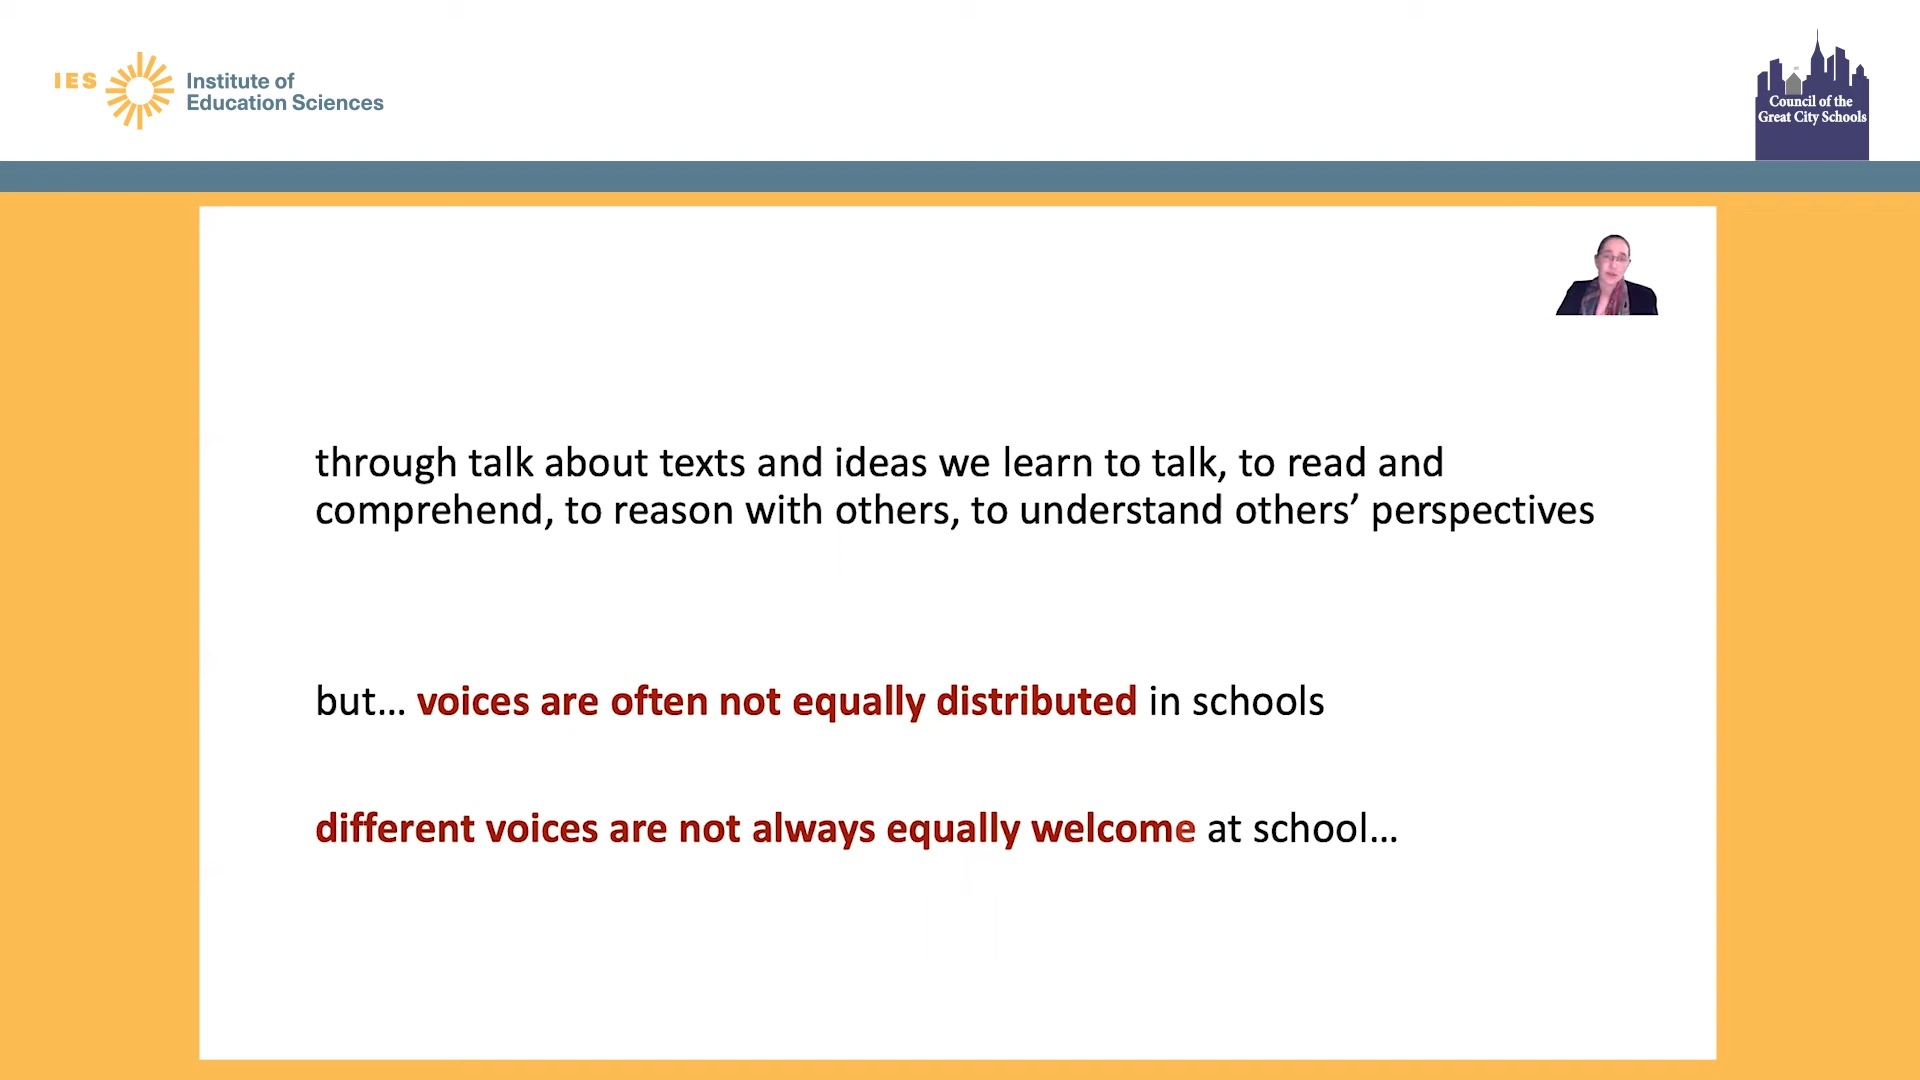 IES
Institute of
Education Sciences
Council of the
Great City Schools
through talk about texts and ideas we learn to talk, to read and
comprehend, to reason with others, to understand others’ perspectives
but... voices are often not equally distributed in schools
different voices are not always equally welcome at school...